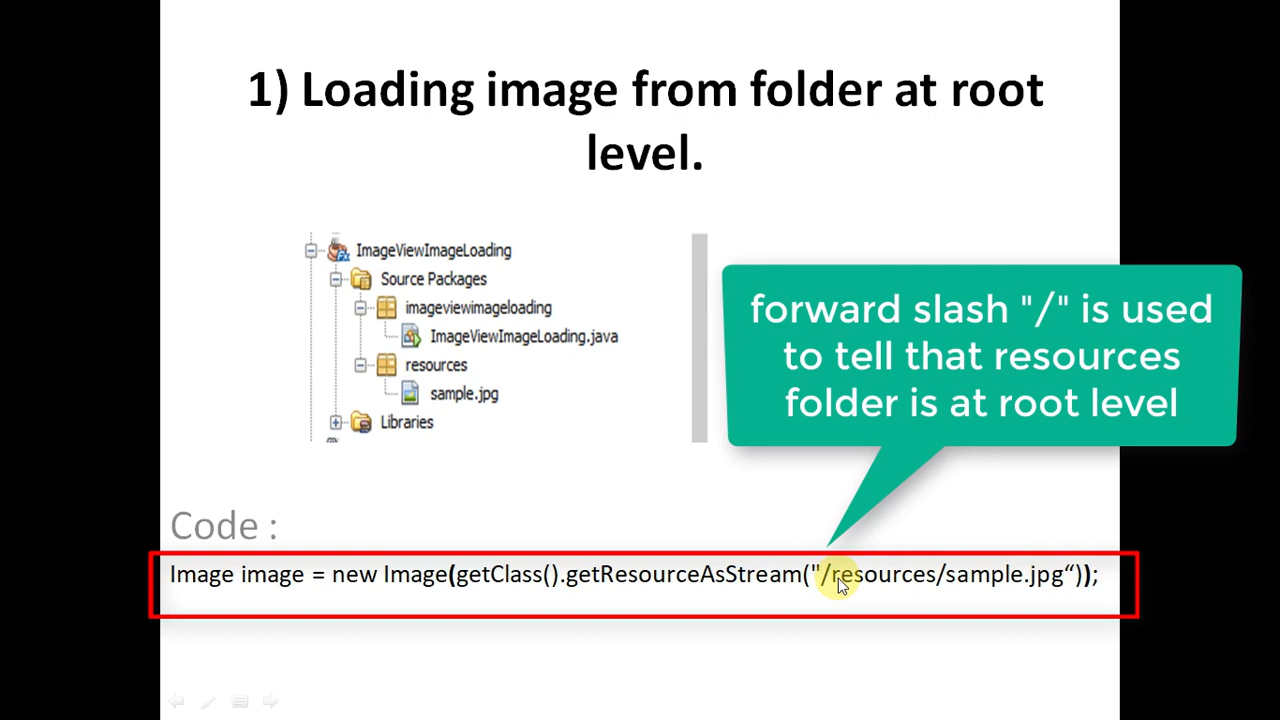 1) Loading image from folder at root
level.
ImageViewImageLoading
Source Packages
imageviewimageloading
ImageViewImageLoading.java
resources
sample.jpg
Libraries
forward slash "/" is used
to tell that resources
folder is at root level
Code :
Image image = new Image(getClass().getResourceAsStream("/resources/sample.jpg“));